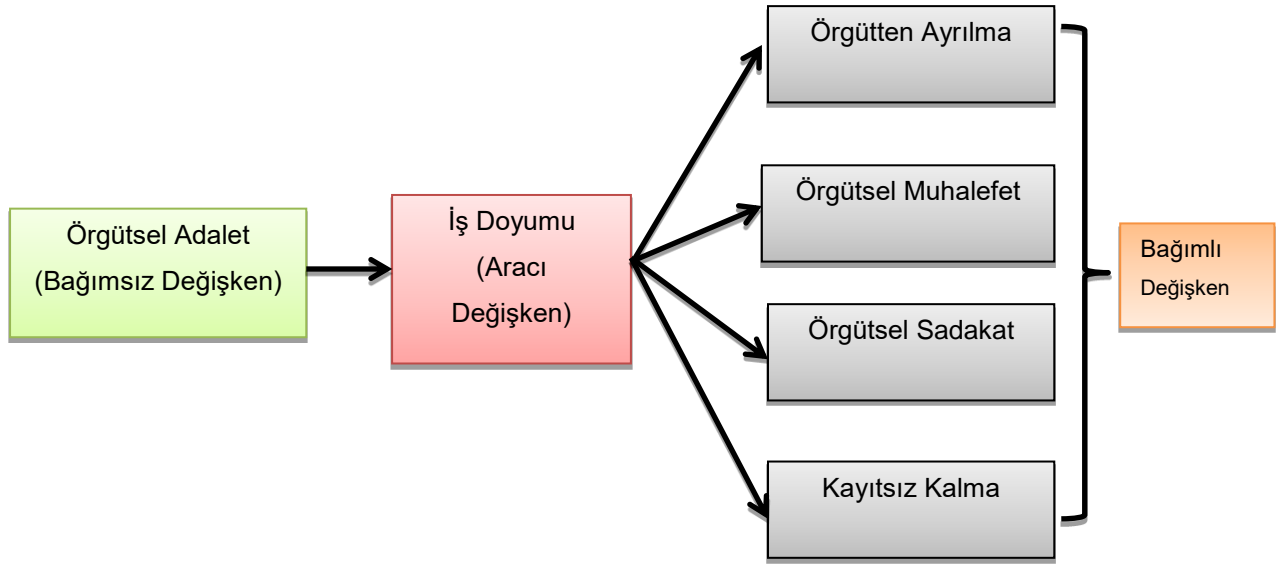 Örgütsel Adalet
(Bağımsız Değişken)
İş Doyumu
(Aracı
Değişken)
Örgütten Ayrılma
Örgütsel Muhalefet
Örgütsel Sadakat
Kayıtsız Kalma
Bağımlı
Değişken